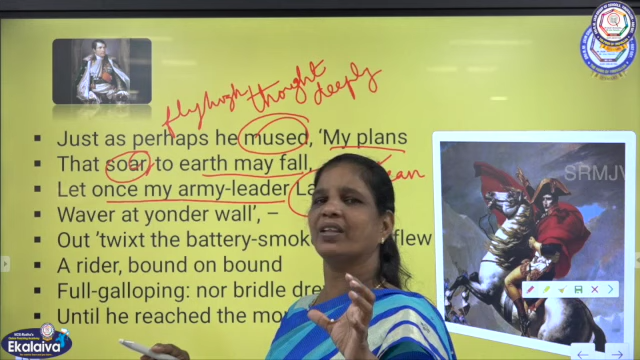 SRMJV
fly high thought
deeply
Just as perhaps he mused, 'My plans
That soar, to earth may fall,
Let once my army-leader La
ean
Waver at yonder wall', –
Out 'twixt the battery-smok flew
A rider, bound on bound
Full-galloping: nor bridle dre
Until he reached the mo
Ekalaiva